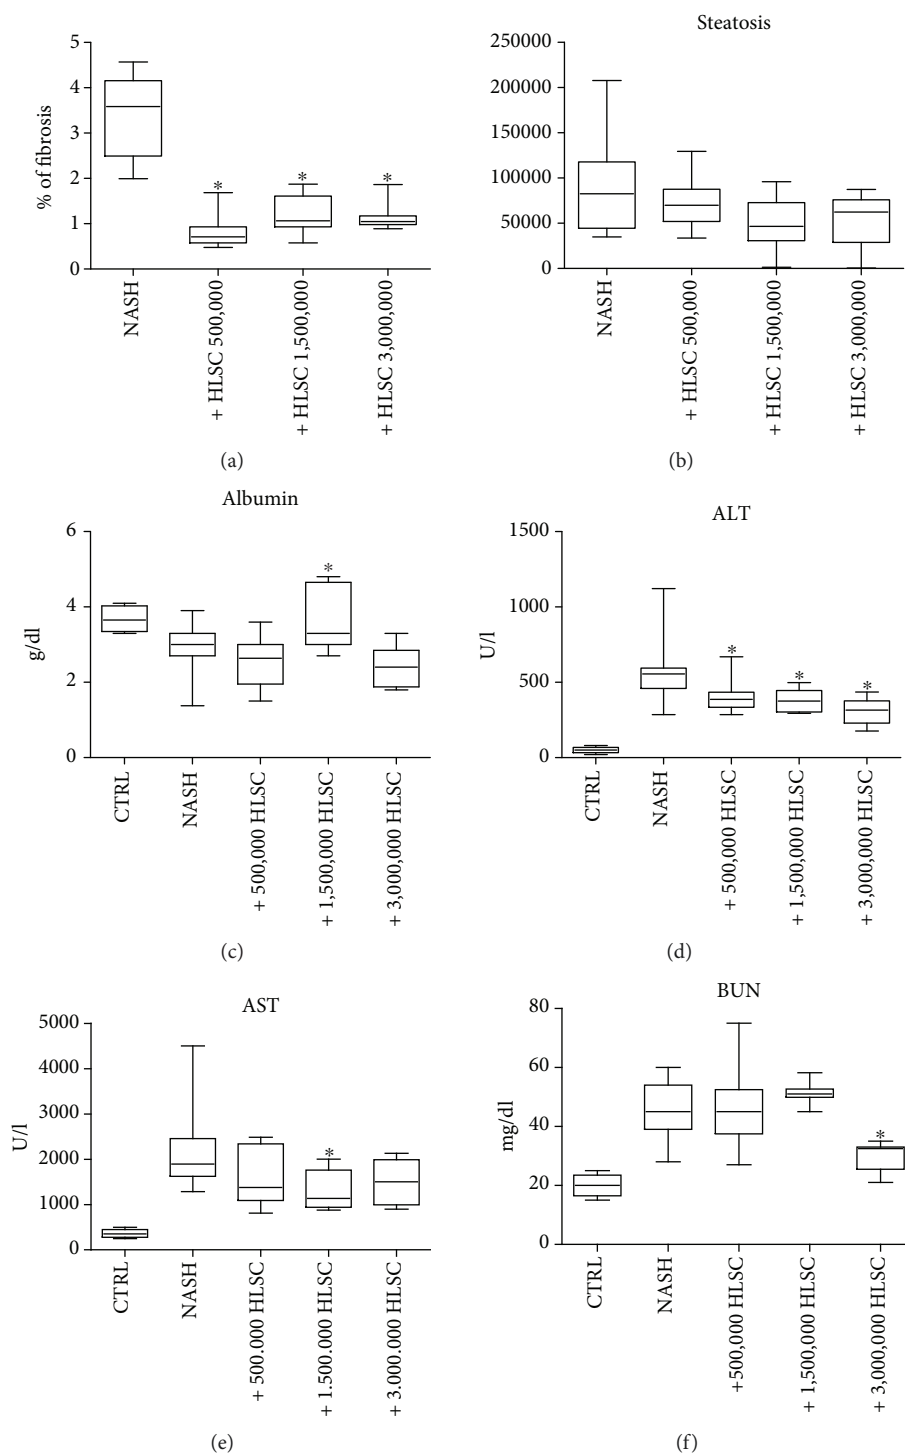 5
4
3
2
1
0
% of fibrosis
*
*
*
NASH
+ HLSC 500,000
+ HLSC 1,500,000
+ HLSC 3,000,000
(a)
Steatosis
250000
200000
150000
100000
50000
0
NASH
+ HLSC 500,000
+ HLSC 1,500,000
+ HLSC 3,000,000
(b)
Albumin
6
4
2
0
g/dl
*
CTRL
NASH
+ 500,000 HLSC
+ 1,500,000 HLSC
+ 3,000,000 HLSC
(c)
ALT
1500
1000
500
0
U/l
*
*
*
CTRL
NASH
+ 500,000 HLSC
+ 1,500,000 HLSC
+ 3,000,000 HLSC
(d)
AST
5000
4000
3000
2000
1000
0
U/l
*
CTRL
NASH
+ 500.000 HLSC
+ 1.500.000 HLSC
+ 3.000.000 HLSC
(e)
BUN
80
60
40
20
0
mg/dl
*
CTRL
NASH
+500,000 HLSC
+ 1,500,000 HLSC
+ 3,000,000 HLSC
(f)